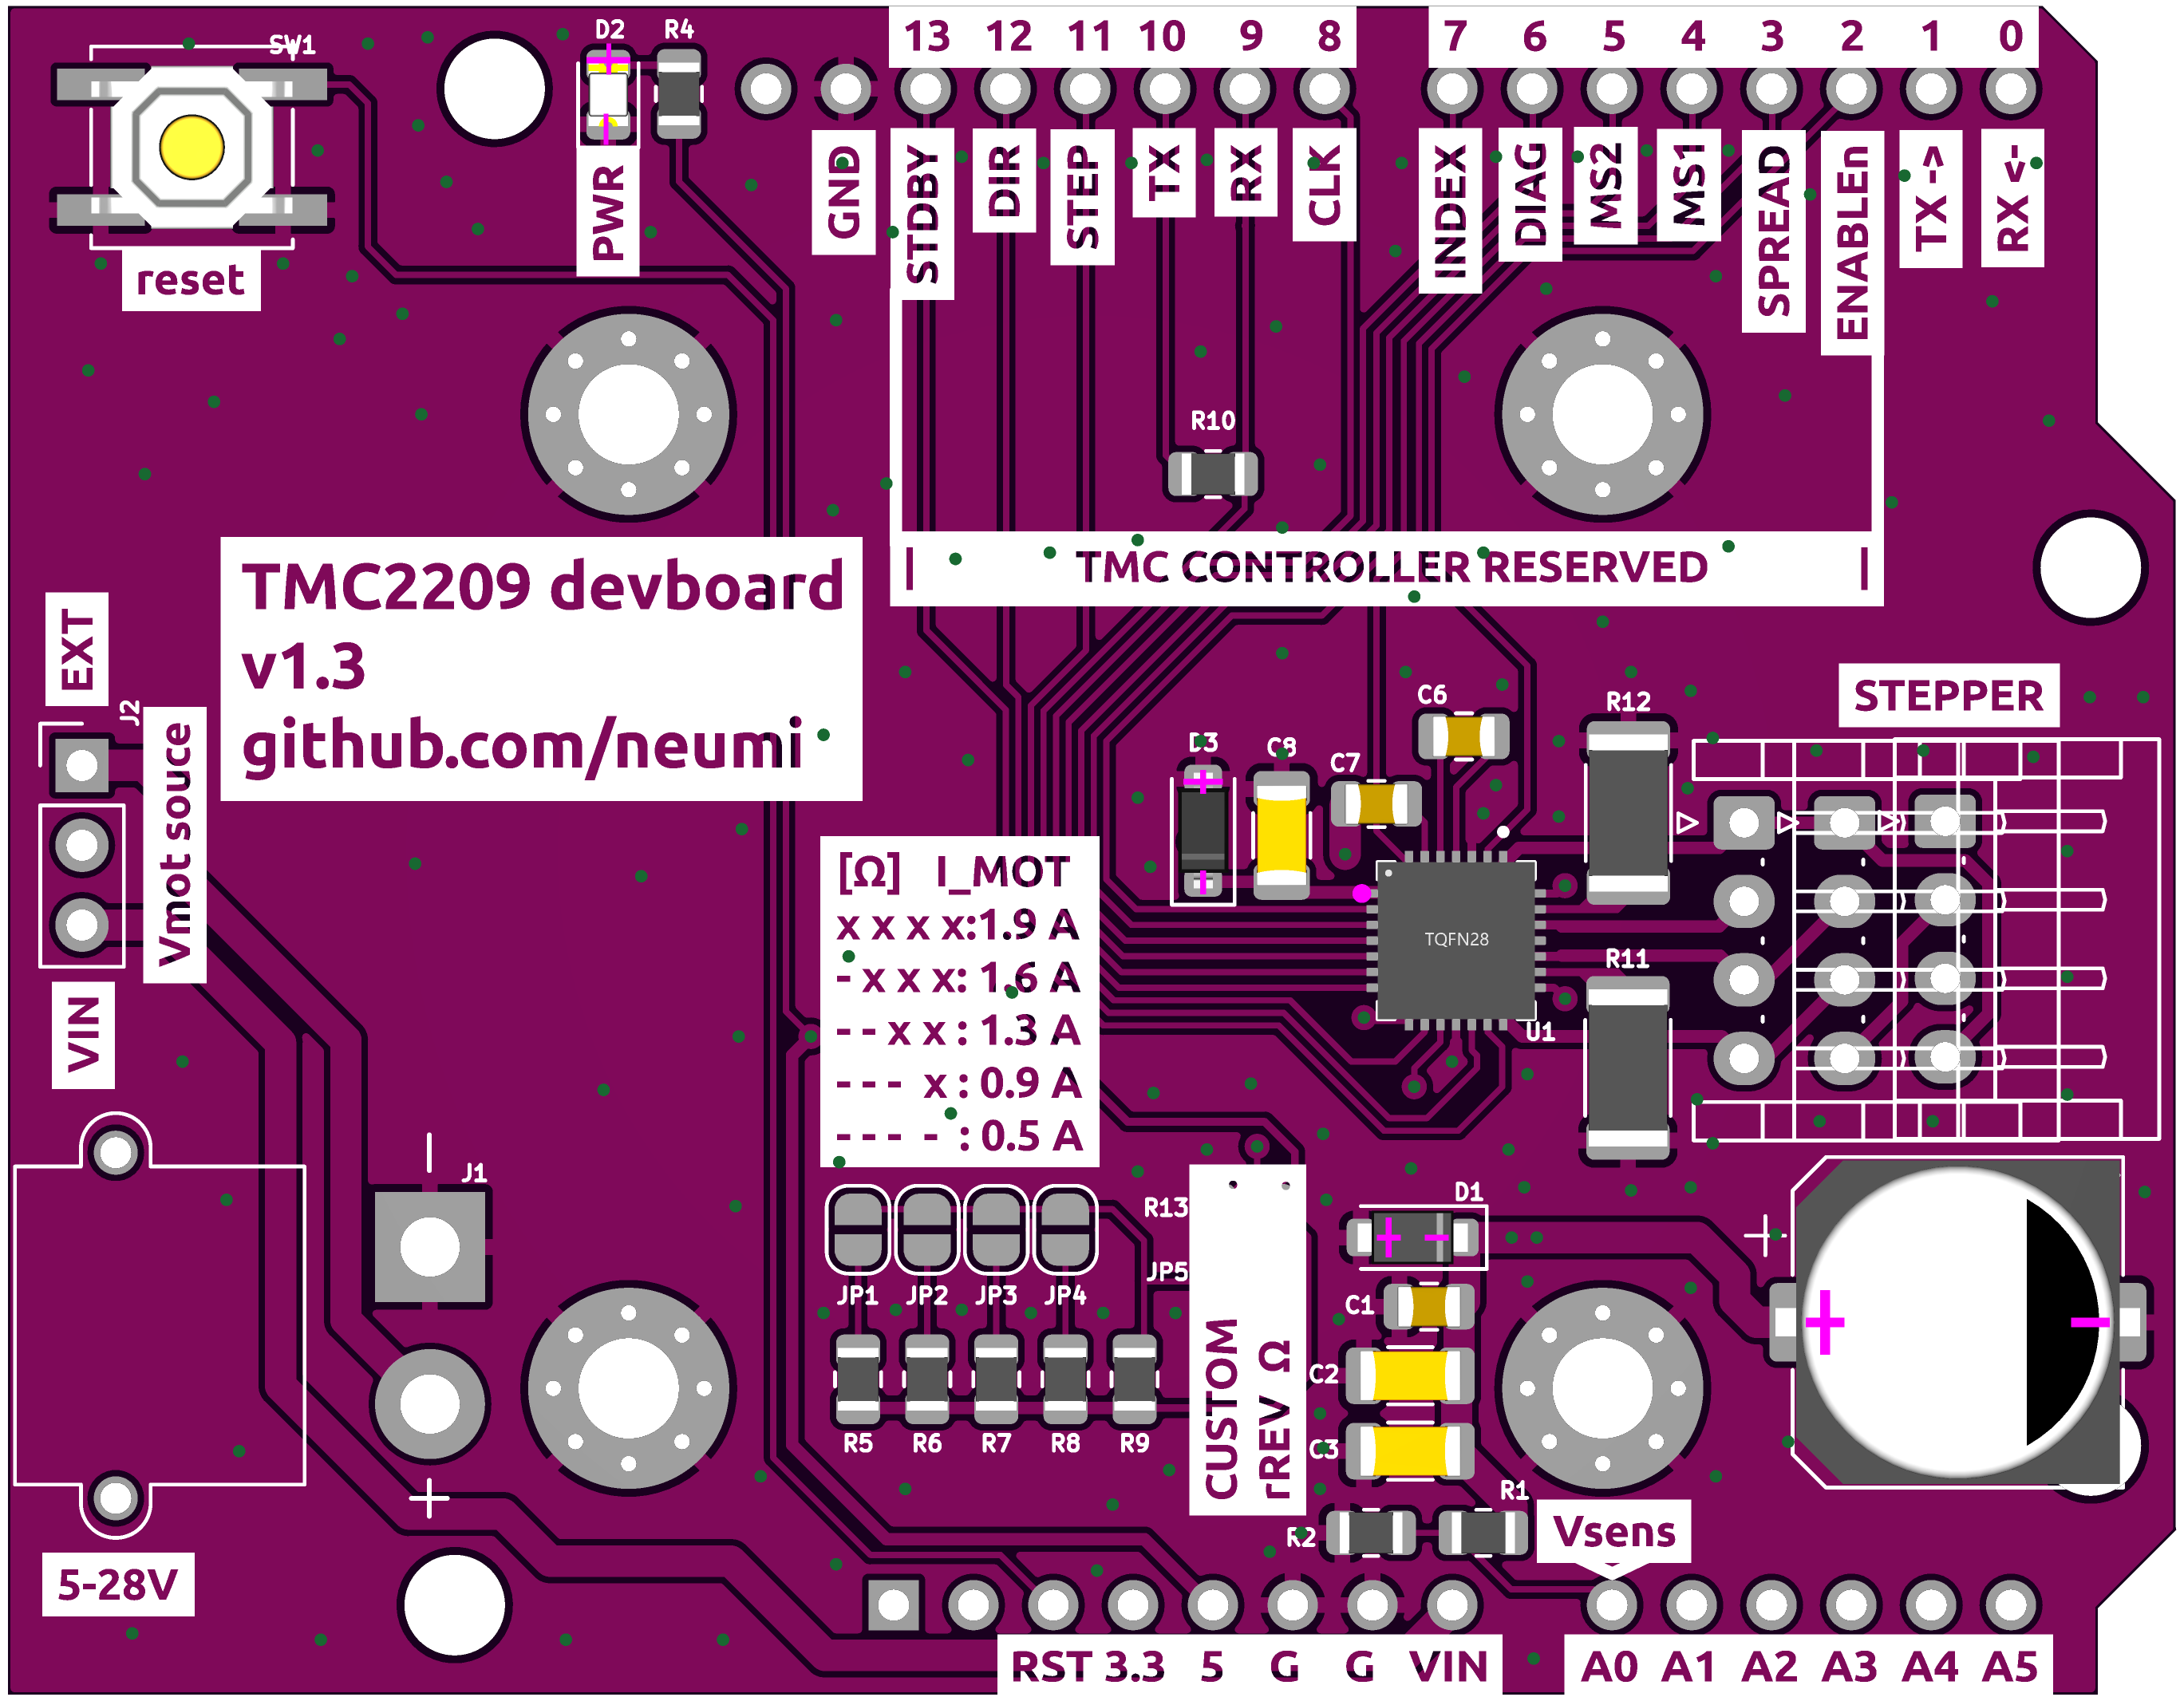 SW1
D2
R4
13 12 11 10 9 8
7 6 5 4 3 2 1 0
reset
PWR
GND
STDBY
DIR
STEP
TX
RX
CLK
INDEX
DIAG
MS2
MS1
SPREAD
ENABLEn
TX ->
RX <-
R10
TMC CONTROLLER RESERVED
TMC2209 devboard
v1.3
github.com/neumi
EXT
J2
Vmot souce
VIN
D3
C8
C7
C6
R12
STEPPER
[Ω] I_MOT
x x x x:1.9 A
- x x x: 1.6 A
- - x x : 1.3 A
- - - x : 0.9 A
- - - - : 0.5 A
TQFN28
U1
R11
J1
R13
JP5
JP1
JP2
JP3
JP4
R5
R6
R7
R8
R9
CUSTOM
rREV Ω
D1
C1
C2
C3
R2
R1
Vsens
5-28V
RST 3.3 5 G G VIN
A0 A1 A2 A3 A4 A5